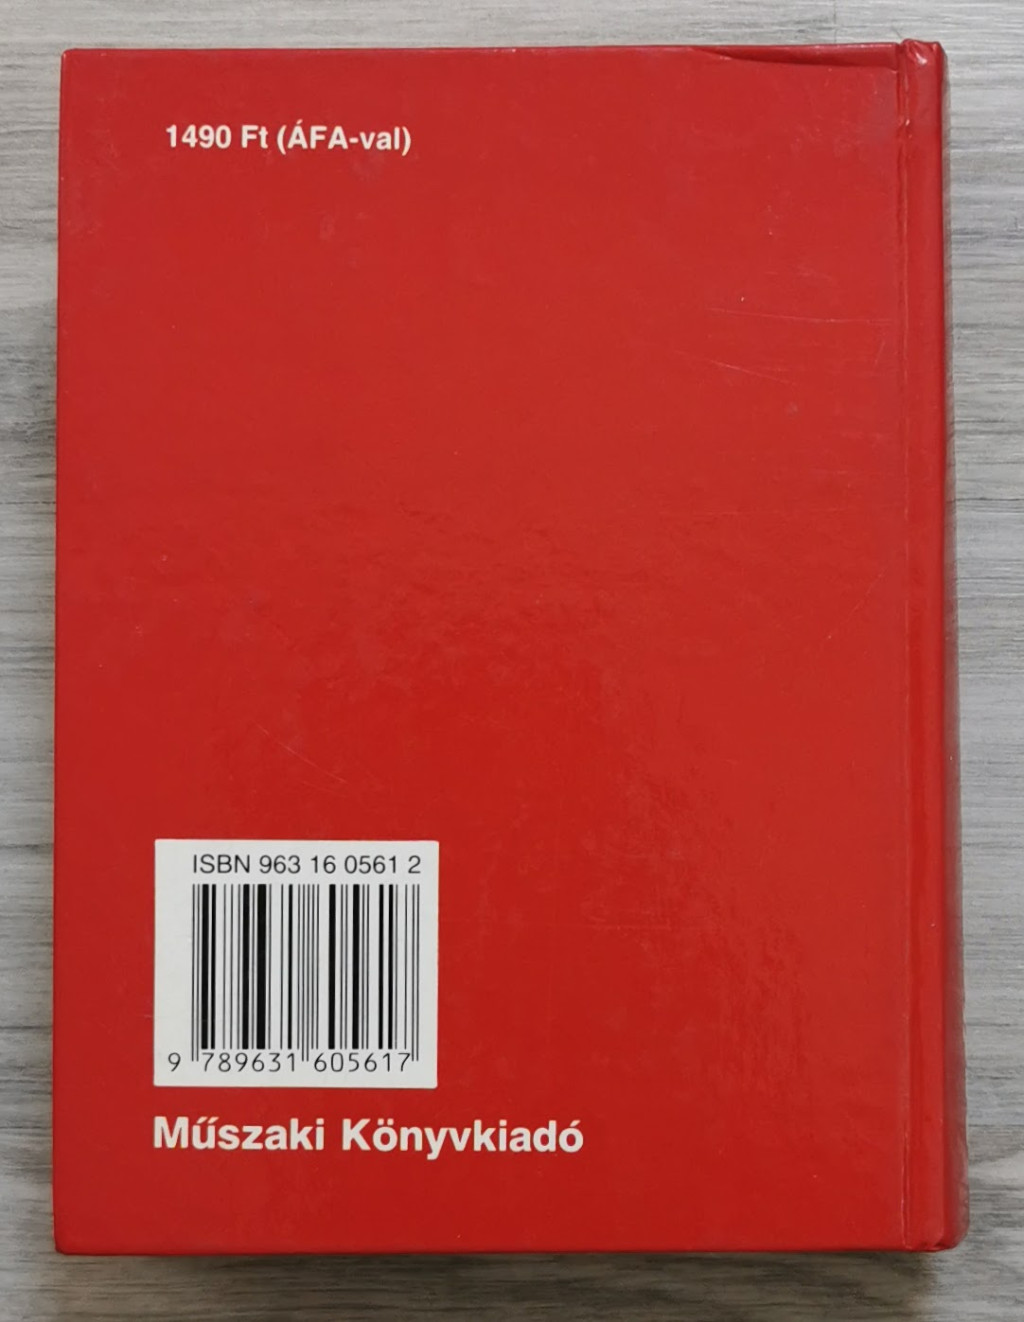 1490 Ft (ÁFA-val)
ISBN 963 16 0561 2
9 789631 605617
Műszaki Könyvkiadó